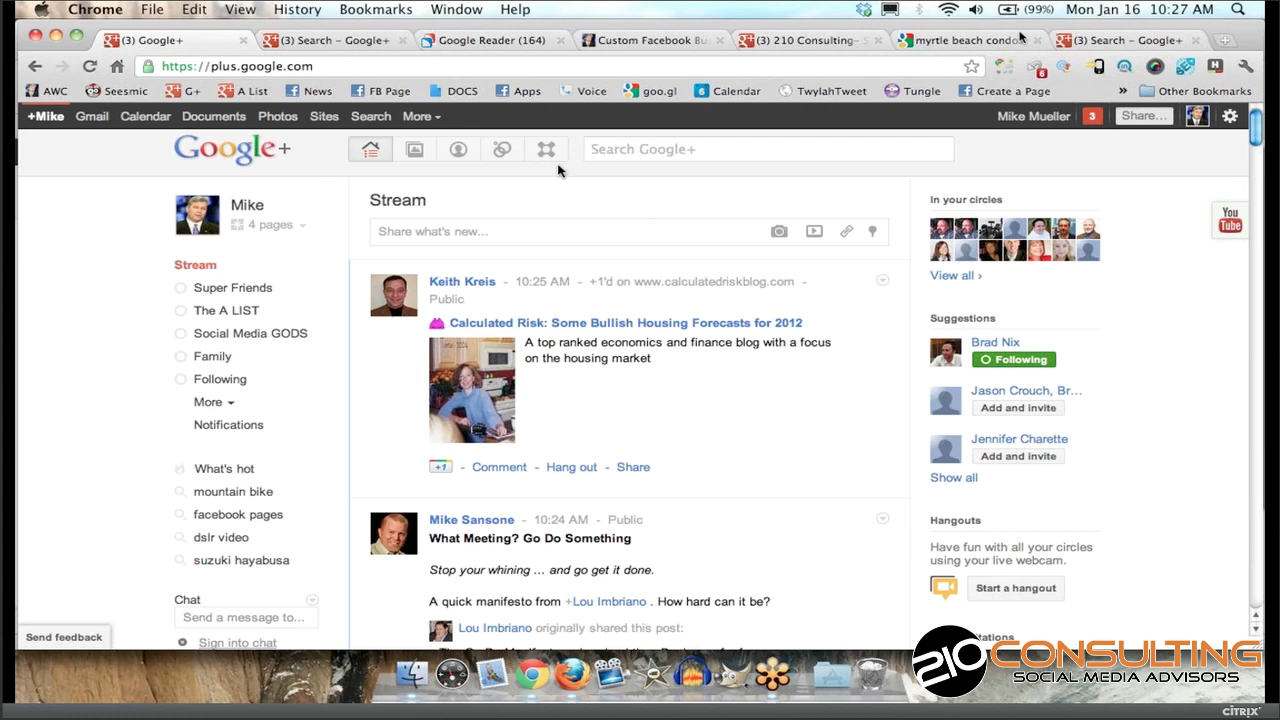 Chrome File Edit View History Bookmarks Window Help (99%) Mon Jan 16 10:27 AM
(3) Google+ (3) Search – Google+ Google Reader (164) Custom Facebook Bu (3) 210 Consulting– S myrtle beach condo (3) Search – Google+
https://plus.google.com 6
AWC Seesmic G+ A List News FB Page DOCS Apps Voice goo.gl 6 Calendar TwylahTweet Tungle Create a Page » Other Bookmarks
+Mike Gmail Calendar Documents Photos Sites Search More Mike Mueller 3 Share...
Google+ Search Google+
Mike
4 pages
Stream
Super Friends
The A LIST
Social Media GODS
Family
Following
More
Notifications
What's hot
mountain bike
facebook pages
dslr video
suzuki hayabusa
Chat
Send a message to...
Sign into chat
Send feedback
Stream
Share what's new...
Keith Kreis - 10:25 AM - +1'd on www.calculatedriskblog.com -
Public
Calculated Risk: Some Bullish Housing Forecasts for 2012
A top ranked economics and finance blog with a focus
on the housing market
+1 - Comment - Hang out - Share
Mike Sansone - 10:24 AM - Public
What Meeting? Go Do Something
Stop your whining ... and go get it done.
A quick manifesto from +Lou Imbriano . How hard can it be?
Lou Imbriano originally shared this post:
In your circles
View all ›
Suggestions
Brad Nix
Following
Jason Crouch, Br...
Add and invite
Jennifer Charette
Add and invite
Show all
Hangouts
Have fun with all your circles
using your live webcam.
Start a hangout
You
Tube
210 CONSULTING
SOCIAL MEDIA ADVISORS
CITRIX